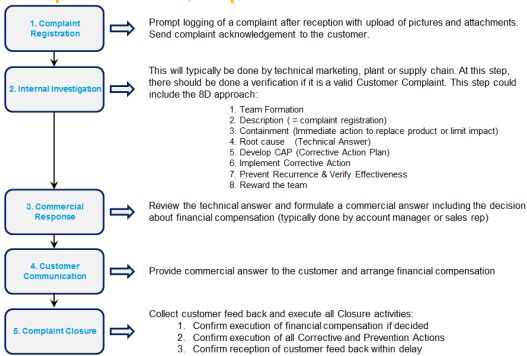 1. Complaint
Registration
Prompt logging of a complaint after reception with upload of pictures and attachments.
Send complaint acknowledgement to the customer.
2. Internal Investigation
This will typically be done by technical marketing, plant or supply chain. At this step,
there should be done a verification if it is a valid Customer Complaint. This step could
include the 8D approach:
1. Team Formation
2. Description ( = complaint registration)
3. Containment (Immediate action to replace product or limit impact)
4. Root cause (Technical Answer)
5. Develop CAP (Corrective Action Plan)
6. Implement Corrective Action
7. Prevent Recurrence & Verify Effectiveness
8. Reward the team
3. Commercial
Response
Review the technical answer and formulate a commercial answer including the decision
about financial compensation (typically done by account manager or sales rep)
4. Customer
Communication
Provide commercial answer to the customer and arrange financial compensation
5. Complaint Closure
Collect customer feed back and execute all Closure activities:
1. Confirm execution of financial compensation if decided
2. Confirm execution of all Corrective and Prevention Actions
3. Confirm reception of customer feed back within delay